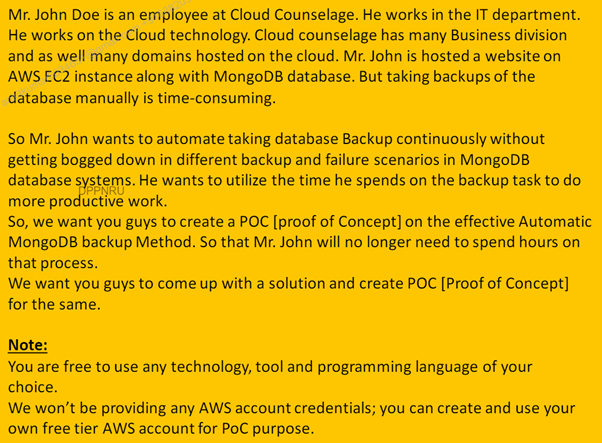 Mr. John Doe is an employee at Cloud Counselage. He works in the IT department.
He works on the Cloud technology. Cloud counselage has many Business division
and as well many domains hosted on the cloud. Mr. John is hosted a website on
AWS EC2 instance along with MongoDB database. But taking backups of the
database manually is time-consuming.
So Mr. John wants to automate taking database Backup continuously without
getting bogged down in different backup and failure scenarios in MongoDB
database systems. He wants to utilize the time he spends on the backup task to do
DPPNRU
more productive work.
So, we want you guys to create a POC [proof of Concept] on the effective Automatic
MongoDB backup Method. So that Mr. John will no longer need to spend hours on
that process.
We want you guys to come up with a solution and create POC [Proof of Concept]
for the same.
Note:
You are free to use any technology, tool and programming language of your
choice.
We won’t be providing any AWS account credentials; you can create and use your
own free tier AWS account for PoC purpose.